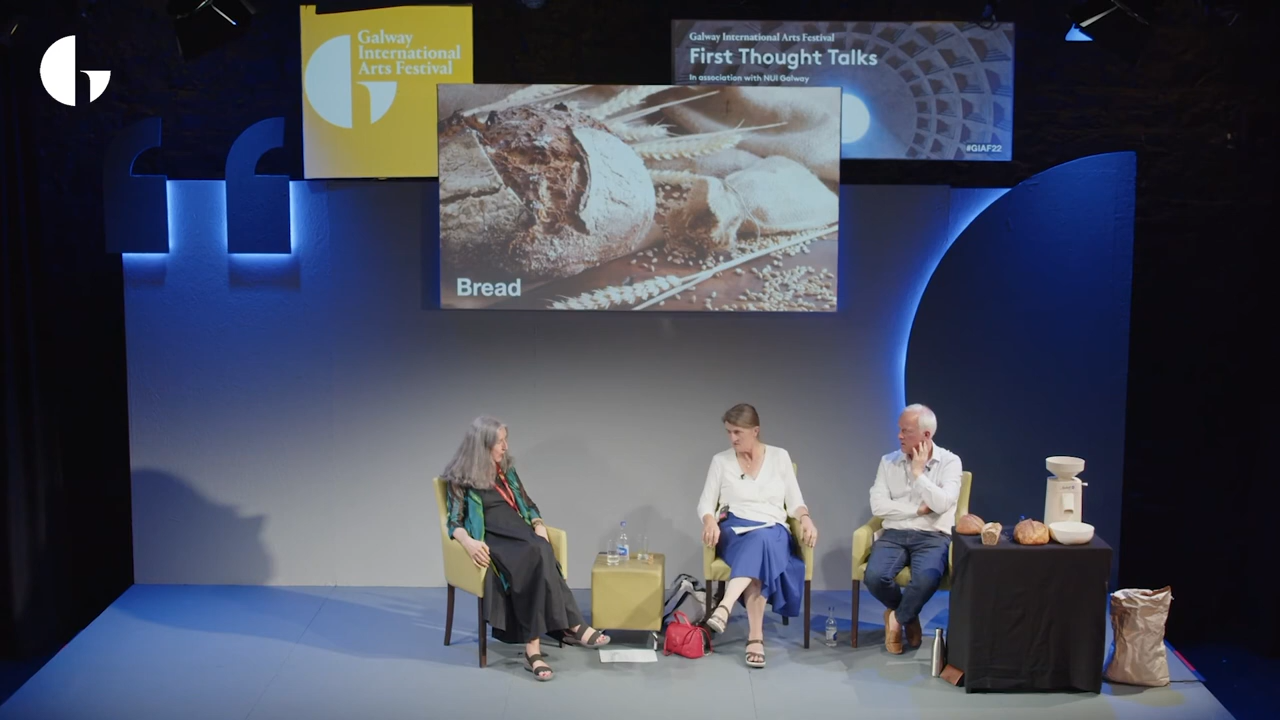 Galway
International
Arts Festival
Galway International Arts Festival
First Thought Talks
In association with NUI Galway
#GIAF22
Bread